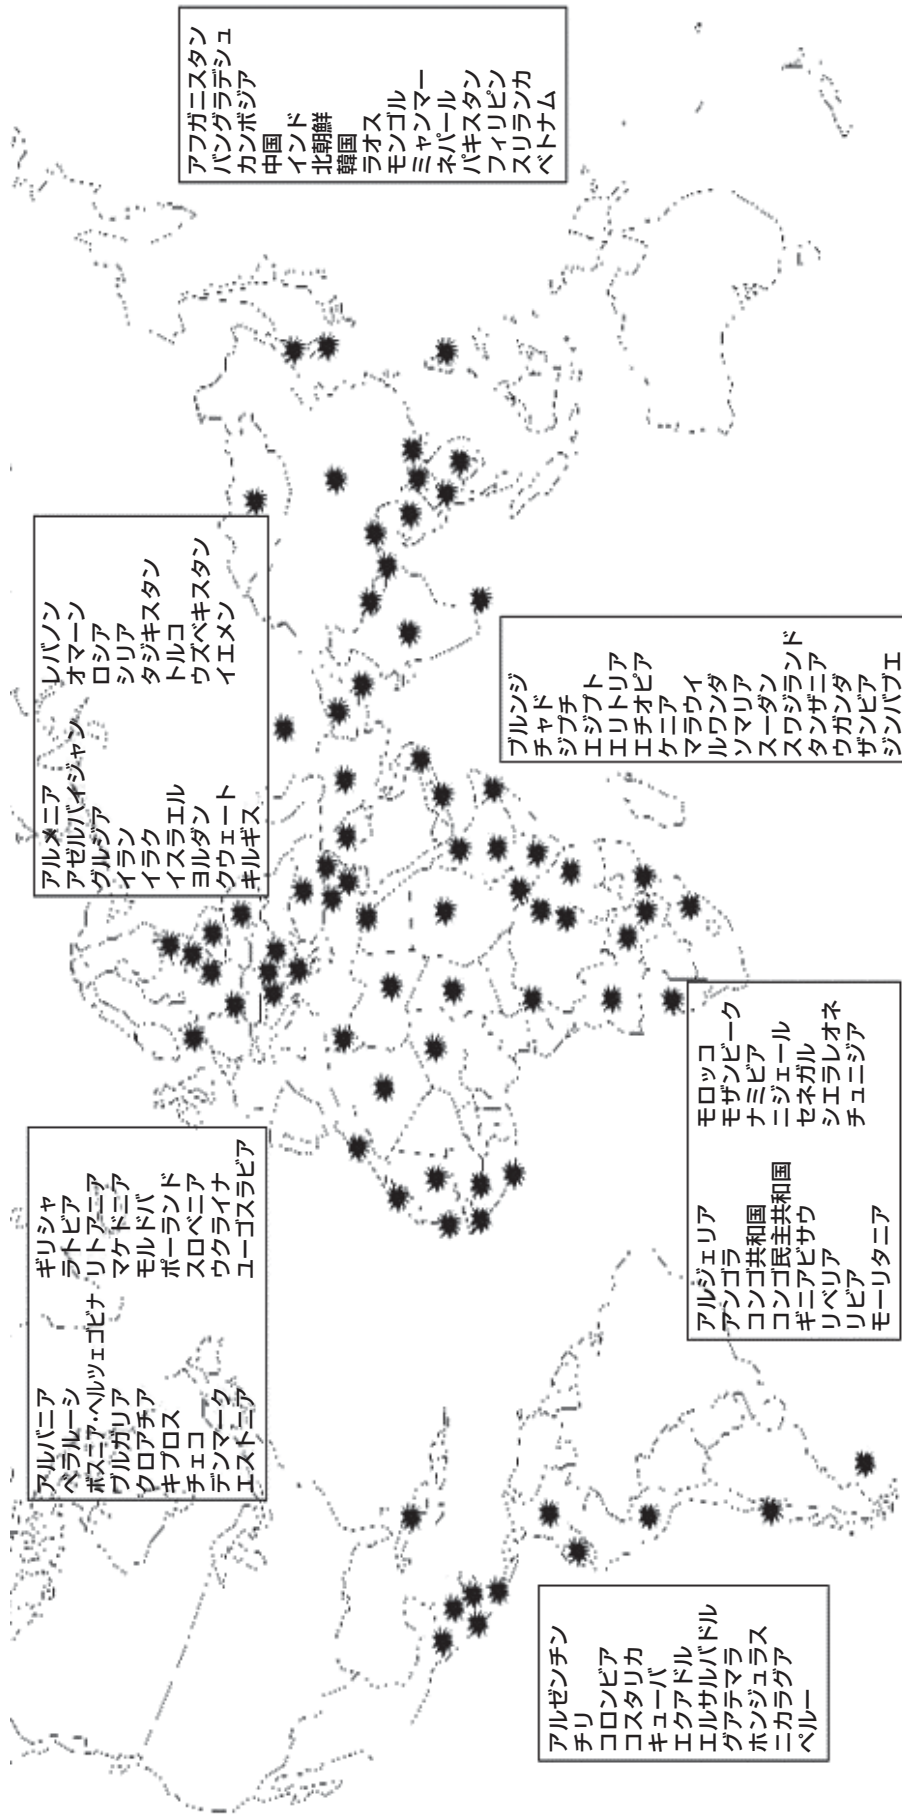 アルバニア
ベラルーシ
ボスニア・ヘルツェゴビナ
ブルガリア
クロアチア
キプロス
チェコ
デンマーク
エストニア
ギリシャ
ラトビア
リトアニア
マケドニア
モルドバ
ポーランド
スロベニア
ウクライナ
ユーゴスラビア
アルメニア
アゼルバイジャン
グルジア
イラン
イラク
イスラエル
ヨルダン
クウェート
キルギス
レバノン
オマーン
ロシア
シリア
タジキスタン
トルコ
ウズベキスタン
イエメン
アフガニスタン
バングラデシュ
カンボジア
中国
インド
北朝鮮
韓国
ラオス
モンゴル
ミャンマー
ネパール
パキスタン
フィリピン
スリランカ
ベトナム
アルゼンチン
チリ
コロンビア
コスタリカ
キューバ
エクアドル
エルサルバドル
グアテマラ
ホンジュラス
ニカラグア
ペルー
アルジェリア
アンゴラ
コンゴ共和国
コンゴ民主共和国
ギニアビサウ
リベリア
リビア
モーリタニア
モロッコ
モザンビーク
ナミビア
ニジェール
セネガル
シエラレオネ
チュニジア
ブルンジ
チャド
ジブチ
エジプト
エリトリア
エチオピア
ケニア
マラウイ
ルワンダ
ソマリア
スーダン
スワジランド
タンザニア
ウガンダ
ザンビア
ジンバブエ